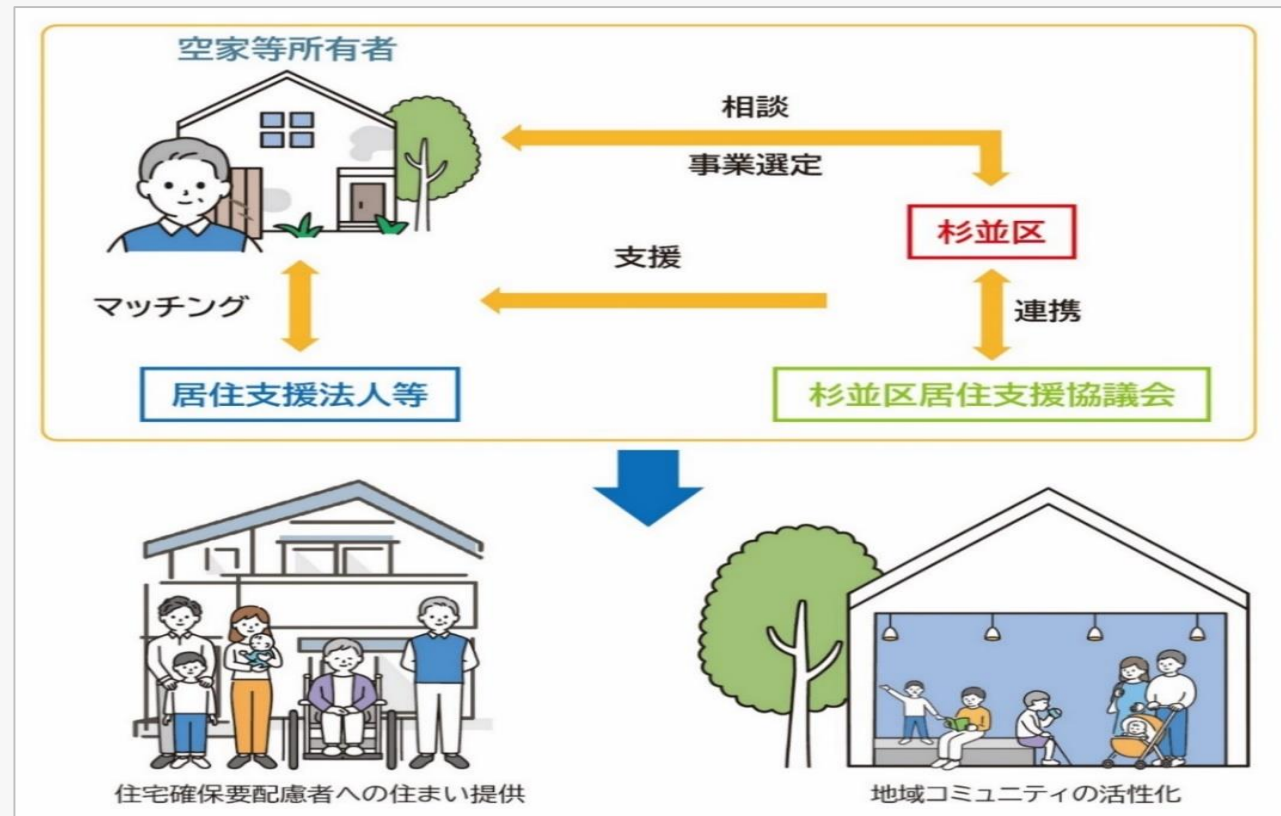 空家等所有者
相談
事業選定
杉並区
支援
マッチング
連携
居住支援法人等
杉並区居住支援協議会
住宅確保要配慮者への住まい提供
地域コミュニティの活性化